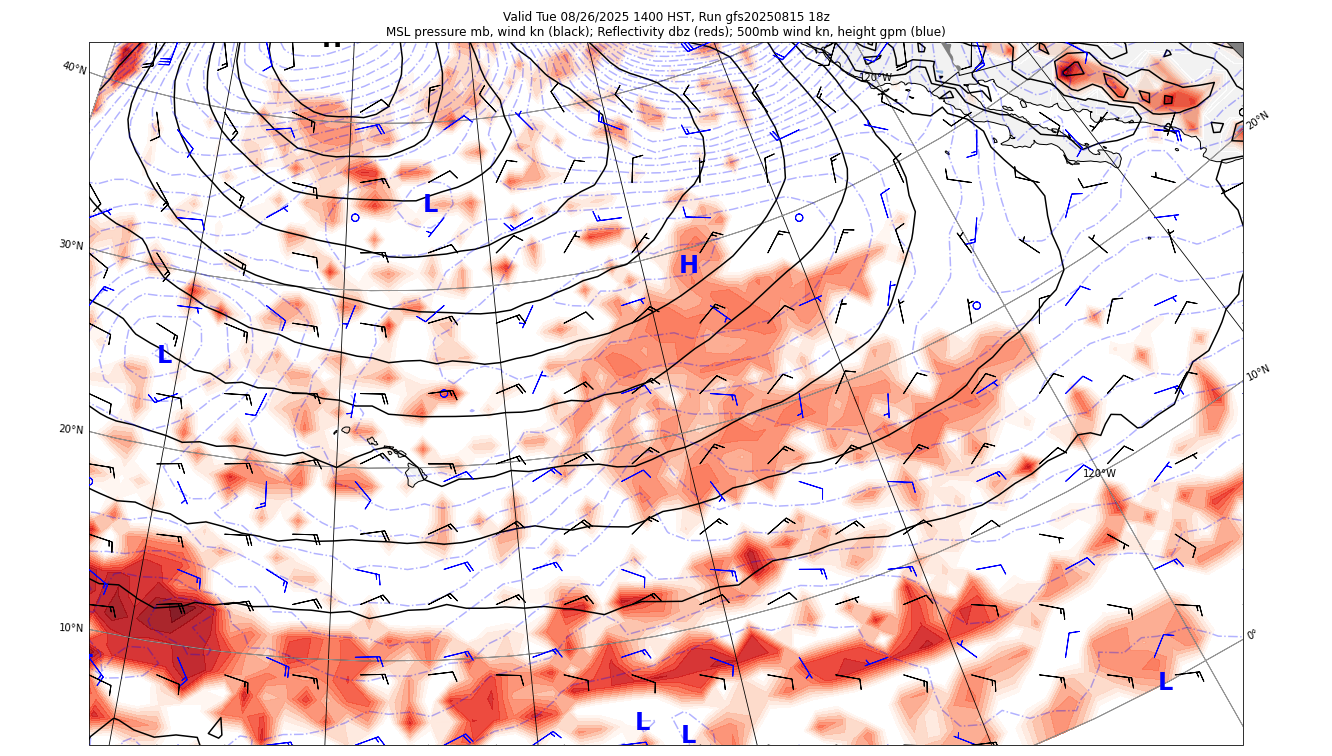 Valid Tue 08/26/2025 1400 HST, Run gfs20250815 18z
MSL pressure mb, wind kn (black); Reflectivity dbz (reds); 500mb wind kn, height gpm (blue)
40°N
120°W
20°N
L
30°N
H
L
10°N
20°N
120°W
10°N
0°
L
L
L